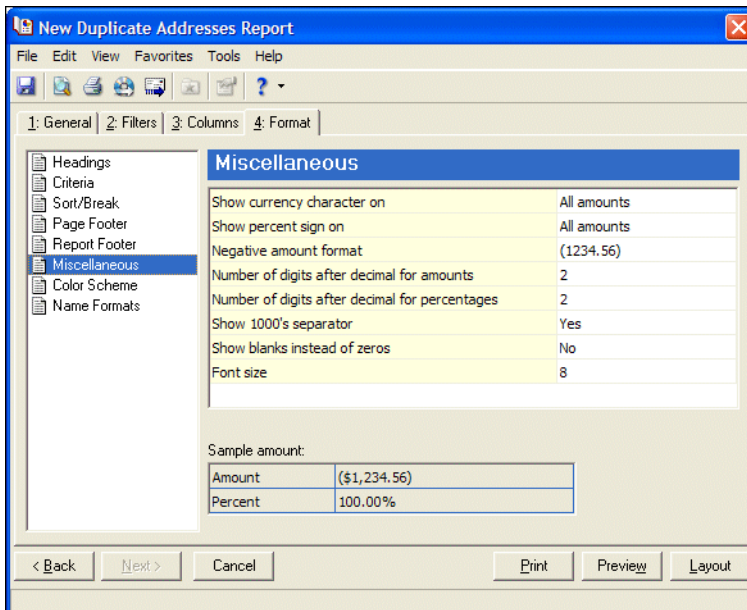 New Duplicate Addresses Report
File Edit View Favorites Tools Help
1: General 2: Filters 3: Columns 4: Format
Headings
Criteria
Sort/Break
Page Footer
Report Footer
Miscellaneous
Color Scheme
Name Formats
Miscellaneous
Show currency character on All amounts
Show percent sign on All amounts
Negative amount format (1234.56)
Number of digits after decimal for amounts 2
Number of digits after decimal for percentages 2
Show 1000's separator Yes
Show blanks instead of zeros No
Font size 8
Sample amount:
Amount ($1,234.56)
Percent 100.00%
< Back Next > Cancel Print Preview Layout